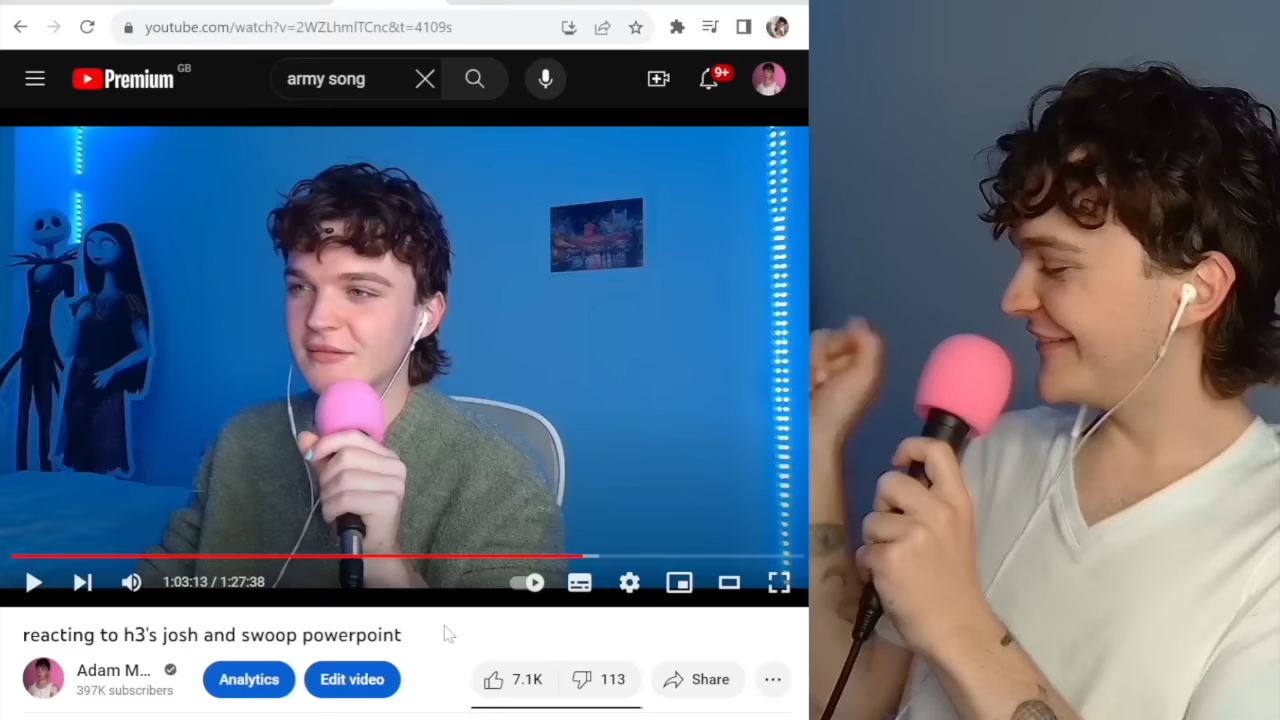 youtube.com/watch?v=2WZLhmlTCnc&t=4109s
Premium GB
army song
9+
1:03:13 / 1:27:38
reacting to h3's josh and swoop powerpoint
Adam M...
397K subscribers
Analytics
Edit video
7.1K
113
Share
...